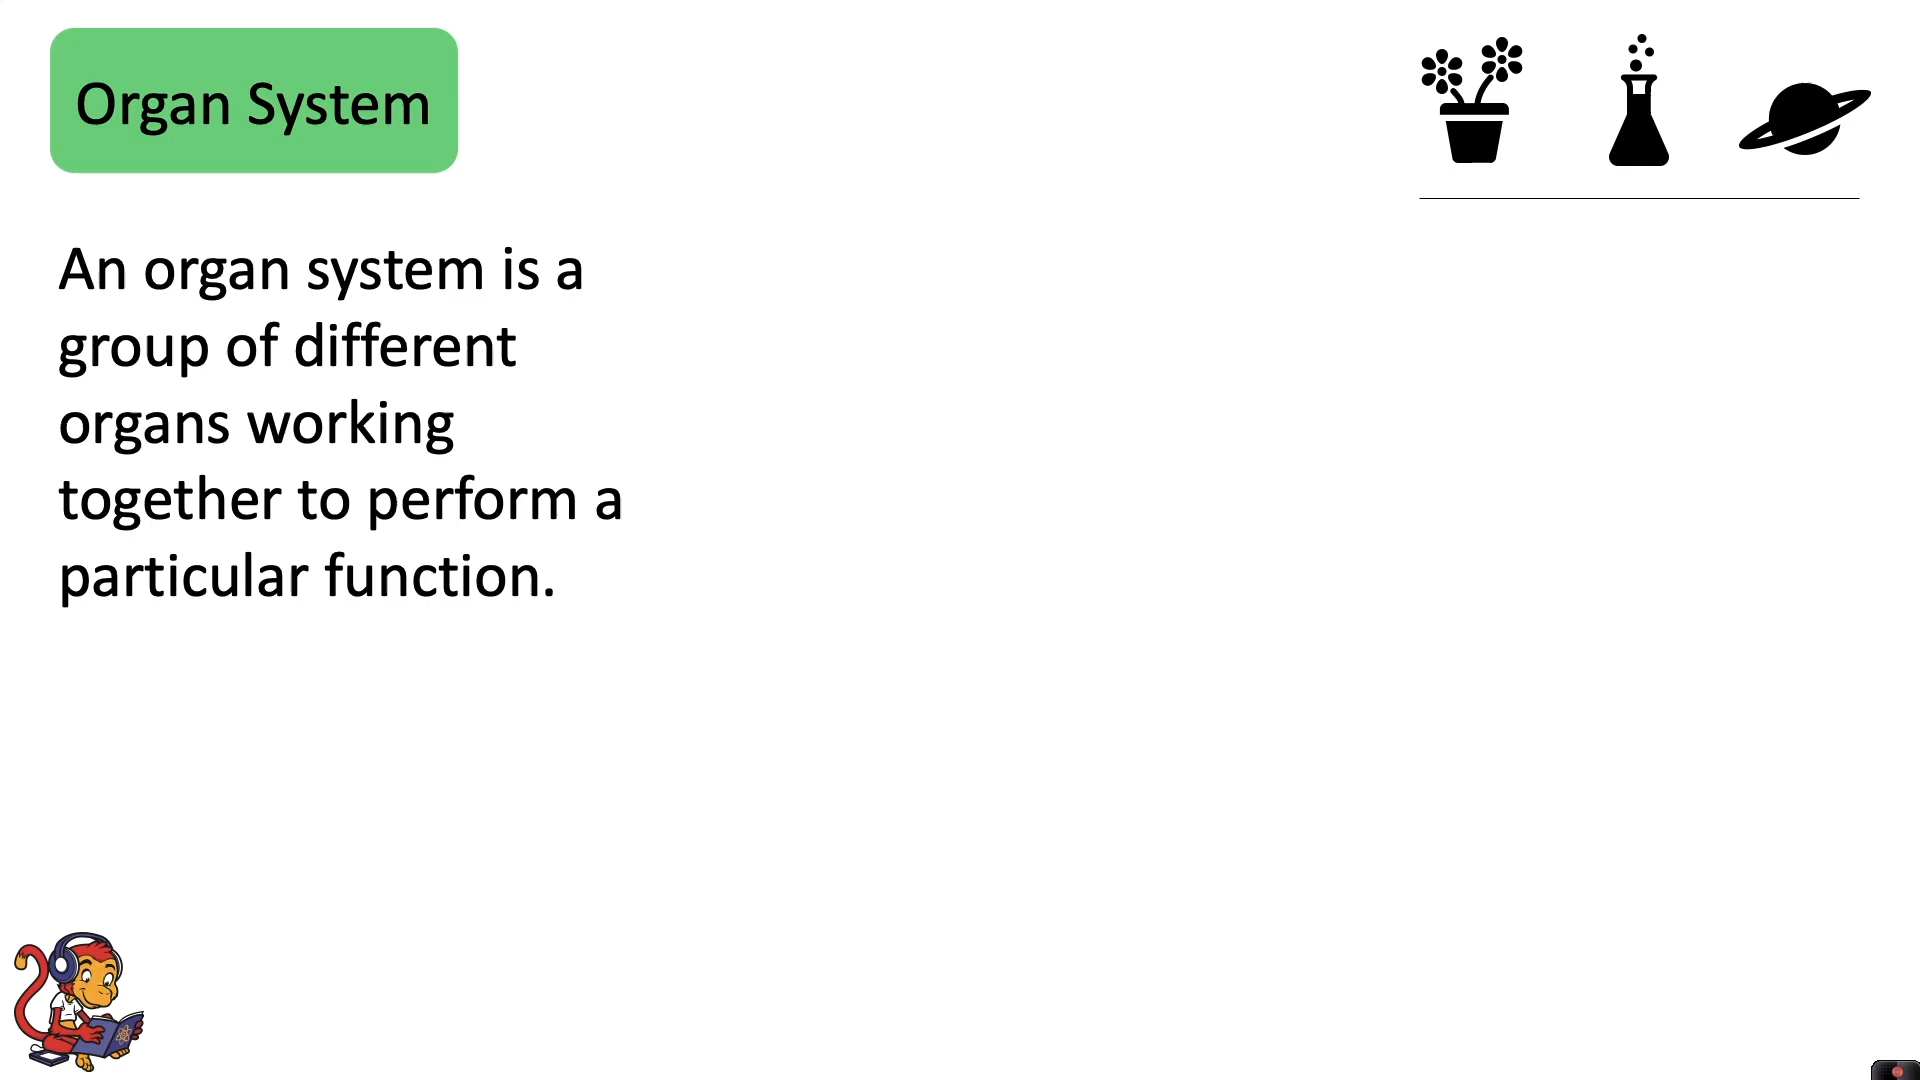 Organ System
An organ system is a
group of different
organs working
together to perform a
particular function.